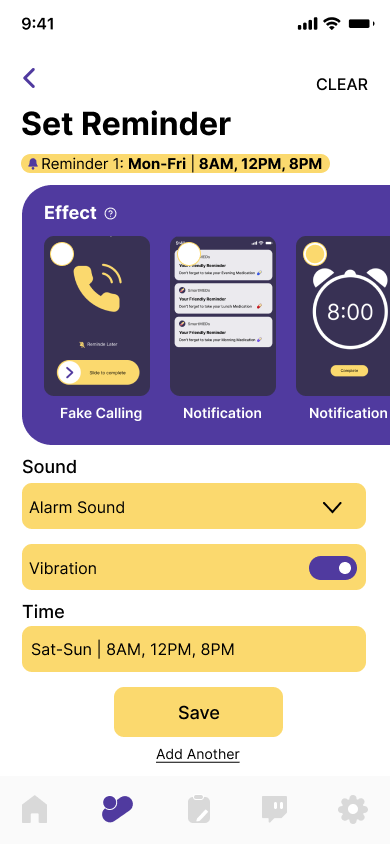 9:41
CLEAR
Set Reminder
Reminder 1: Mon-Fri | 8AM, 12PM, 8PM
Effect ?
Reminde Later
Slide to complete
Fake Calling
9:41
SmartMEDs
Your Friendly Reminder
Don't forget to take your Evening Medication
SmartMEDs
Your Friendly Reminder
Don't forget to take your Lunch Medication
SmartMEDs
Your Friendly Reminder
Don't forget to take your Morning Medication
Notification
8:00
Complete
Notification
Sound
Alarm Sound
Vibration
Time
Sat-Sun | 8AM, 12PM, 8PM
Save
Add Another